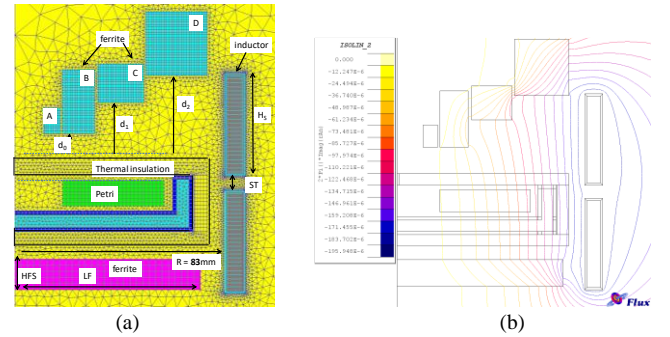 ferrite
D
inductor
B
C
A
d₂
Hs
d₁
d₀
Thermal insulation
ST
Petri
R = 83mm
HFS
LF
ferrite
(a)
ISOLIN_2
0.000
-12.247E-6
-24.494E-6
-36.740E-6
-48.987E-6
-61.234E-6
-73.481E-6
-85.727E-6
-97.974E-6
-110.221E-6
-122.468E-6
-134.715E-6
-146.961E-6
-159.208E-6
-171.455E-6
-183.702E-6
-195.948E-6
Flux
(b)